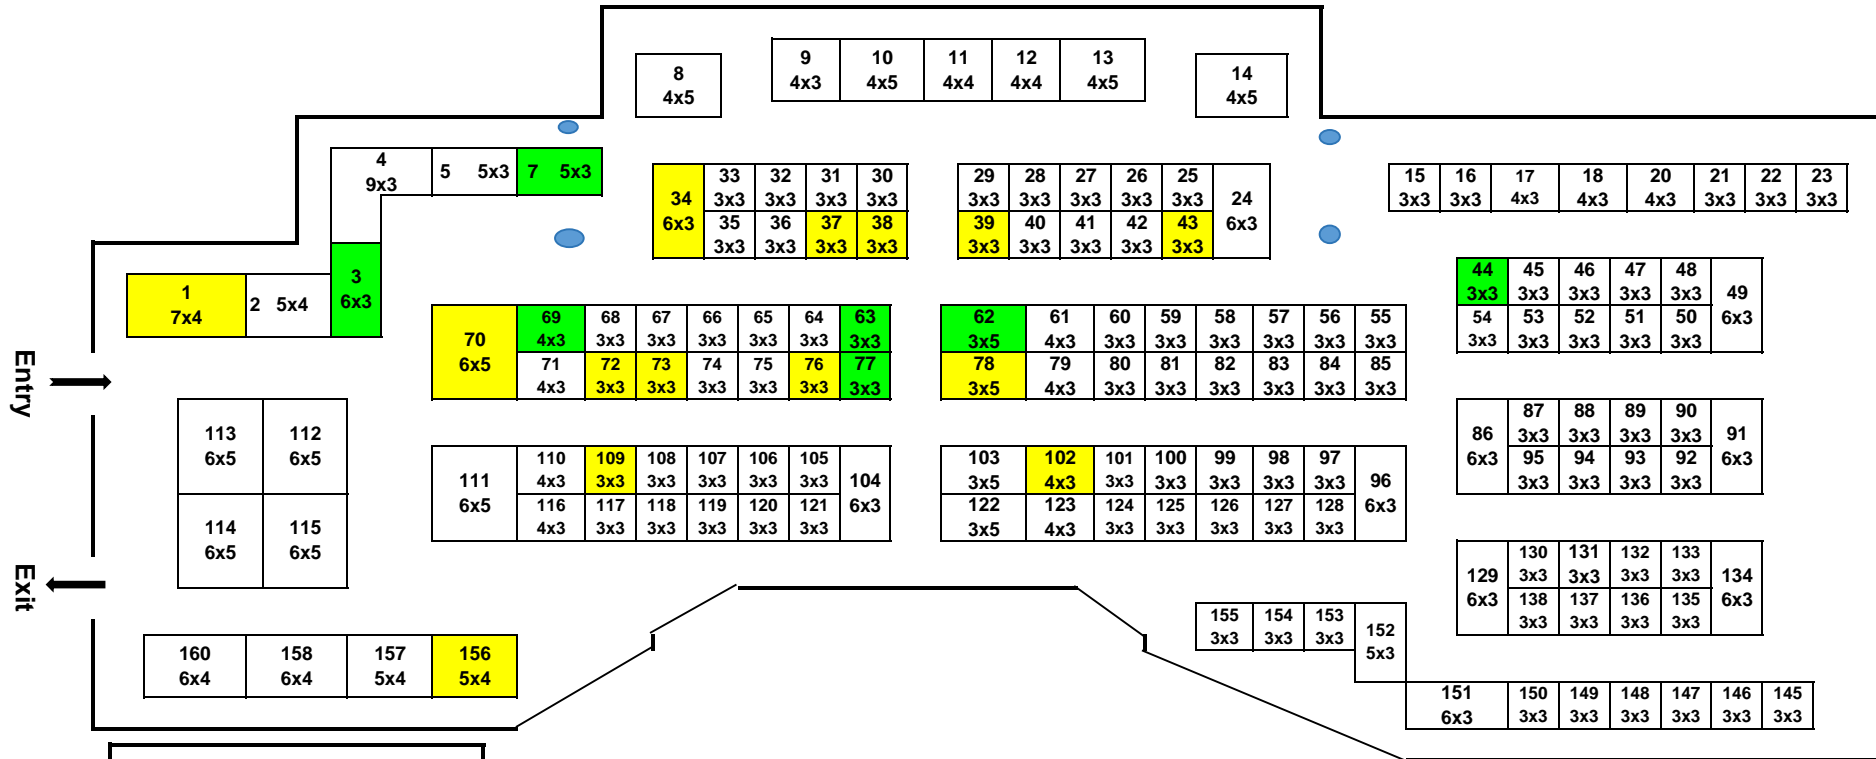 8
4x5
9
4x3
10
4x5
11
4x4
12
4x4
13
4x5
14
4x5
4
9x3
5 5x3
7 5x3
34
6x3
33
3x3
32
3x3
31
3x3
30
3x3
35
3x3
36
3x3
37
3x3
38
3x3
29
3x3
28
3x3
27
3x3
26
3x3
25
3x3
24
6x3
39
3x3
40
3x3
41
3x3
42
3x3
43
3x3
15
3x3
16
3x3
17
4x3
18
4x3
20
4x3
21
3x3
22
3x3
23
3x3
1
7x4
2 5x4
3
6x3
44
3x3
45
3x3
46
3x3
47
3x3
48
3x3
49
6x3
54
3x3
53
3x3
52
3x3
51
3x3
50
3x3
70
6x5
69
4x3
68
3x3
67
3x3
66
3x3
65
3x3
64
3x3
63
3x3
71
4x3
72
3x3
73
3x3
74
3x3
75
3x3
76
3x3
77
3x3
62
3x5
61
4x3
60
3x3
59
3x3
58
3x3
57
3x3
56
3x3
55
3x3
78
3x5
79
4x3
80
3x3
81
3x3
82
3x3
83
3x3
84
3x3
85
3x3
Entry
113
6x5
112
6x5
114
6x5
115
6x5
111
6x5
110
4x3
109
3x3
108
3x3
107
3x3
106
3x3
105
3x3
104
6x3
116
4x3
117
3x3
118
3x3
119
3x3
120
3x3
121
3x3
103
3x5
102
4x3
101
3x3
100
3x3
99
3x3
98
3x3
97
3x3
96
6x3
122
3x5
123
4x3
124
3x3
125
3x3
126
3x3
127
3x3
128
3x3
86
6x3
87
3x3
88
3x3
89
3x3
90
3x3
91
6x3
95
3x3
94
3x3
93
3x3
92
3x3
Exit
129
6x3
130
3x3
131
3x3
132
3x3
133
3x3
134
6x3
138
3x3
137
3x3
136
3x3
135
3x3
160
6x4
158
6x4
157
5x4
156
5x4
155
3x3
154
3x3
153
3x3
152
5x3
151
6x3
150
3x3
149
3x3
148
3x3
147
3x3
146
3x3
145
3x3